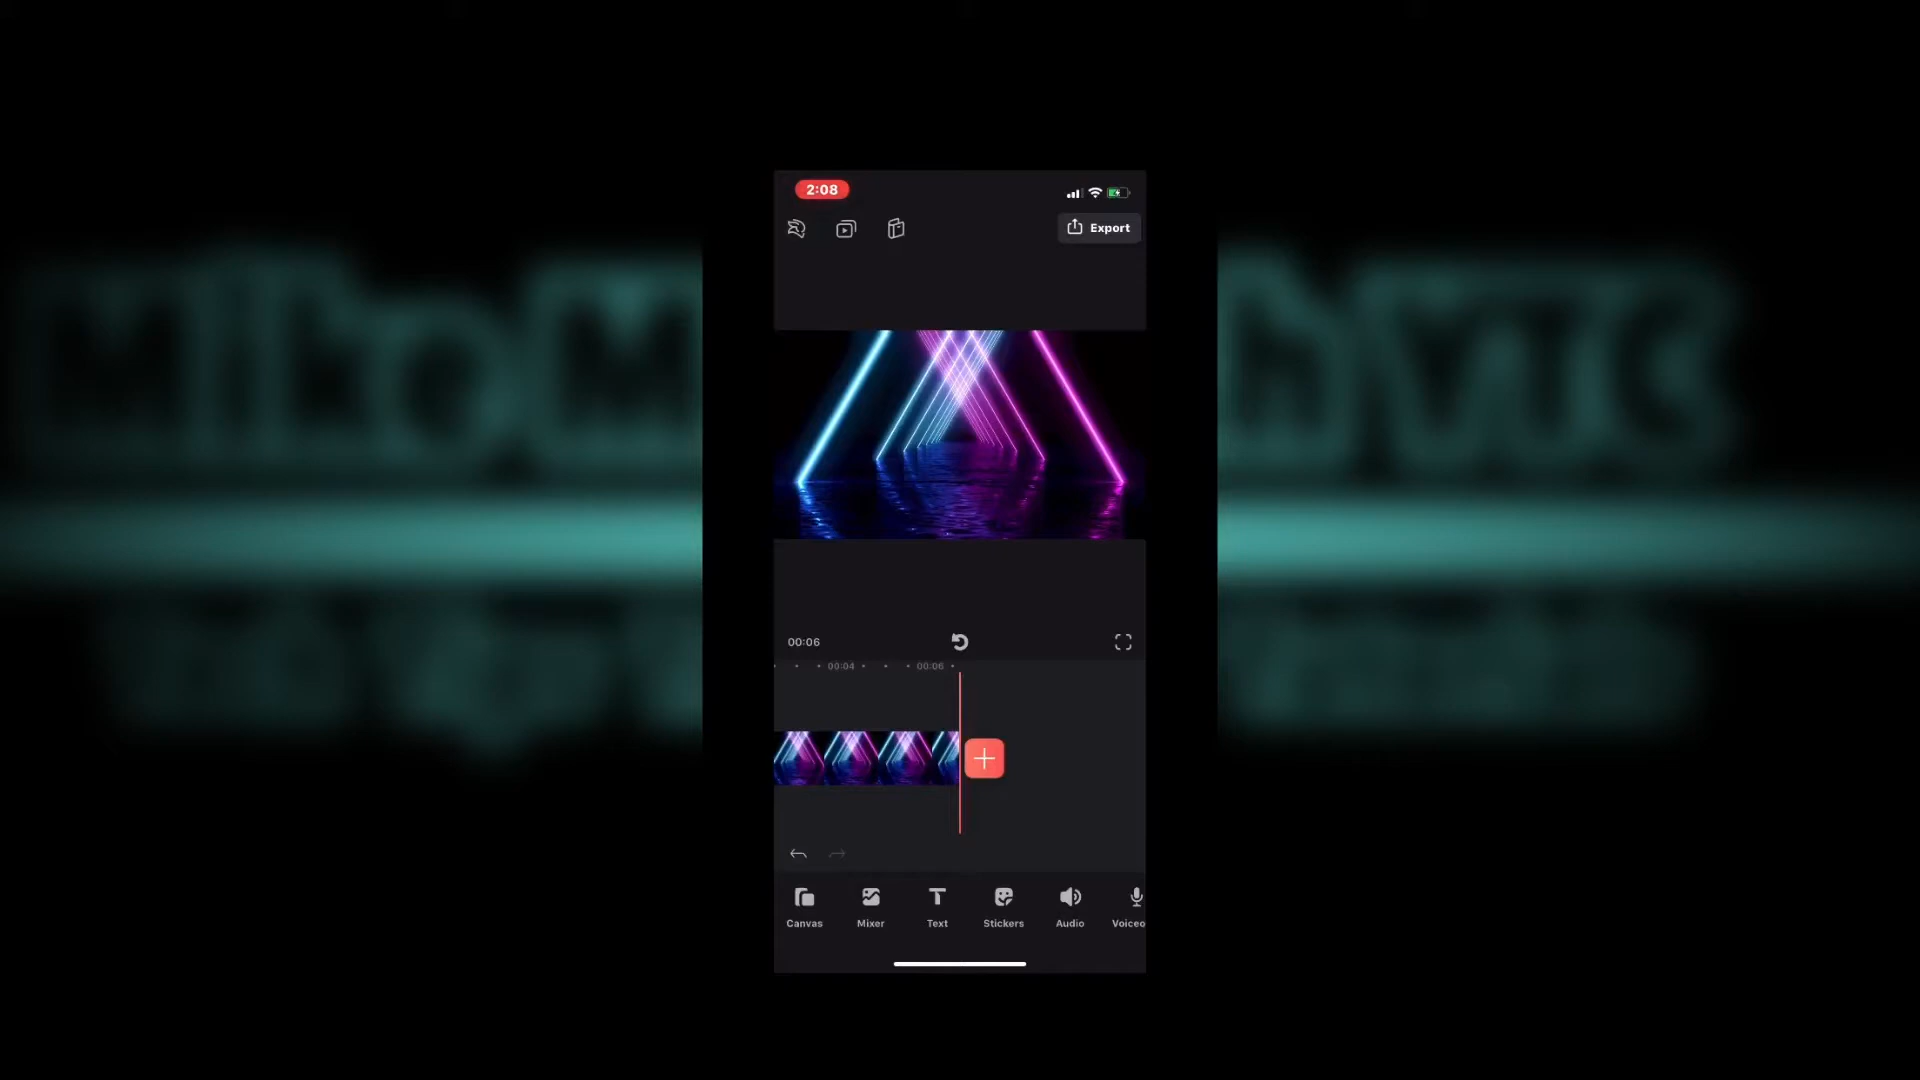 2:08
Export
00:06
00:04
00:06
Canvas
Mixer
Text
Stickers
Audio
Voiceo